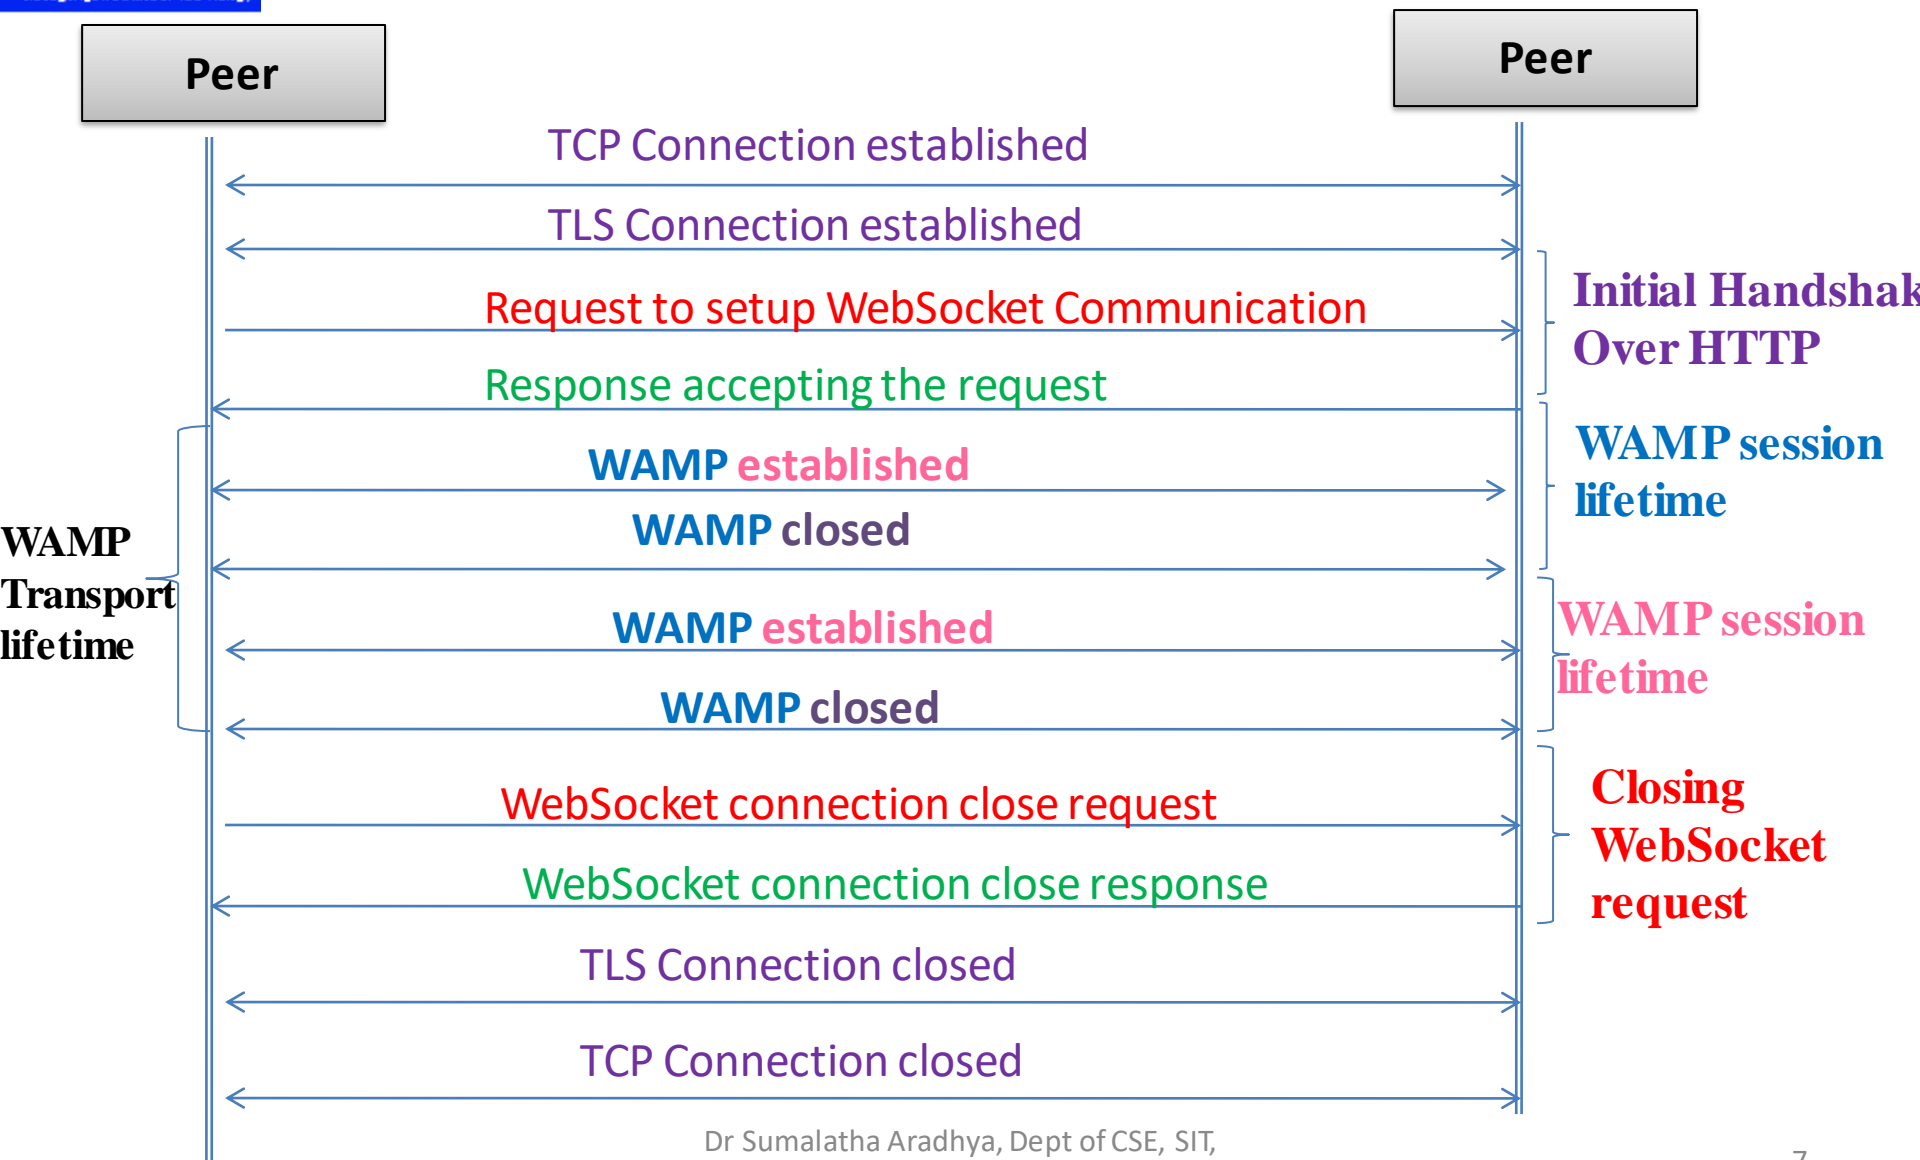 Peer
Peer
TCP Connection established
TLS Connection established
Request to setup WebSocket Communication
Initial Handshak
Over HTTP
Response accepting the request
WAMP established
WAMP session
lifetime
WAMP closed
WAMP
Transport
lifetime
WAMP established
WAMP session
lifetime
WAMP closed
WebSocket connection close request
Closing
WebSocket
request
WebSocket connection close response
TLS Connection closed
TCP Connection closed
Dr Sumalatha Aradhya, Dept of CSE, SIT,
7